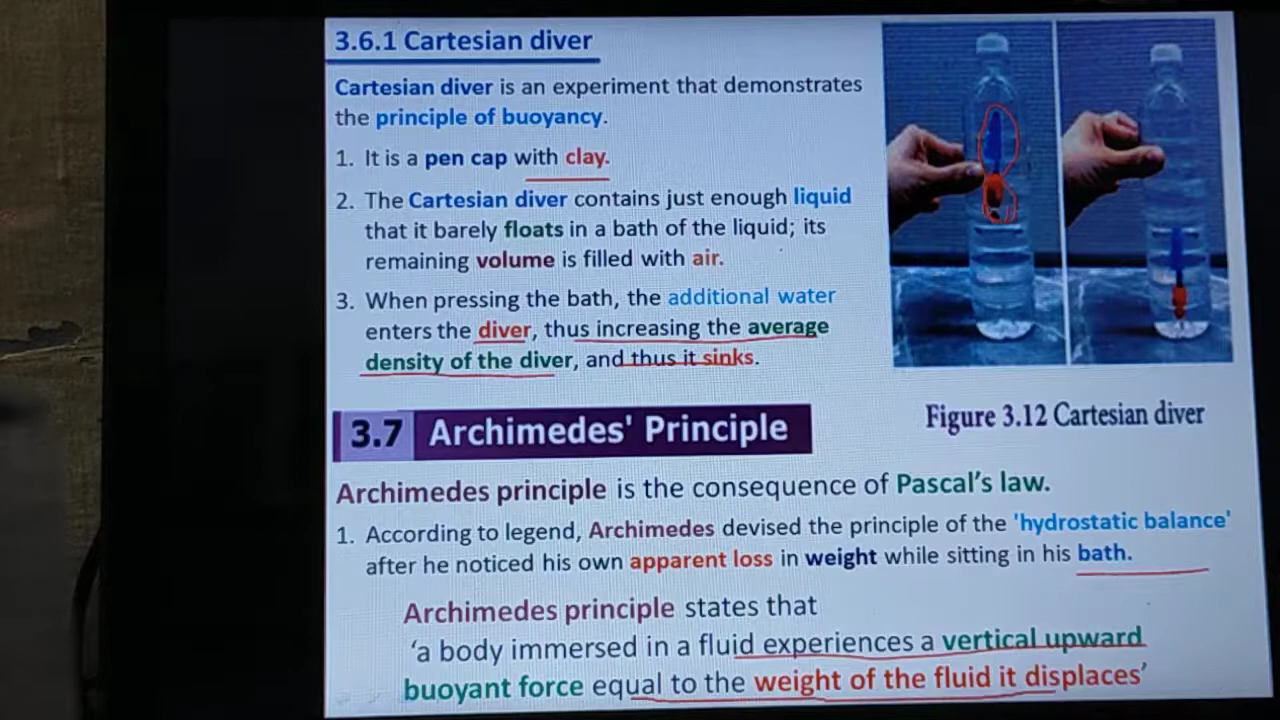 3.6.1 Cartesian diver
Cartesian diver is an experiment that demonstrates
the principle of buoyancy.
1. It is a pen cap with clay.
2. The Cartesian diver contains just enough liquid
that it barely floats in a bath of the liquid; its
remaining volume is filled with air.
3. When pressing the bath, the additional water
enters the diver, thus increasing the average
density of the diver, and thus it sinks.
Figure 3.12 Cartesian diver
3.7 Archimedes' Principle
Archimedes principle is the consequence of Pascal's law.
1. According to legend, Archimedes devised the principle of the 'hydrostatic balance'
after he noticed his own apparent loss in weight while sitting in his bath.
Archimedes principle states that
'a body immersed in a fluid experiences a vertical upward
buoyant force equal to the weight of the fluid it displaces'